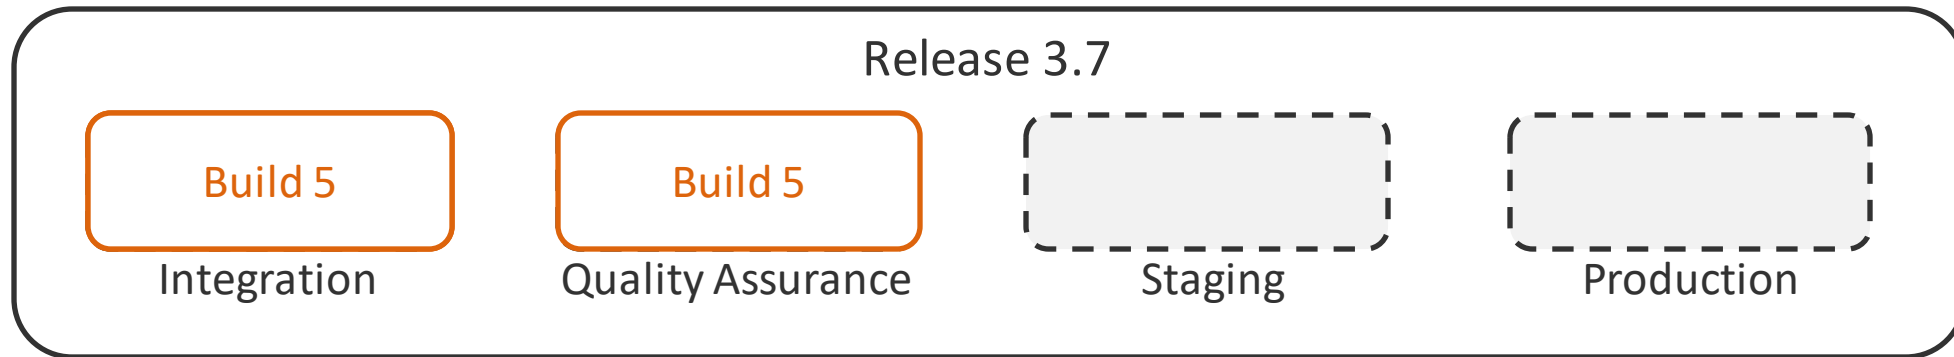 Release 3.7
Build 5
Build 5
Integration
Quality Assurance
Staging
Production